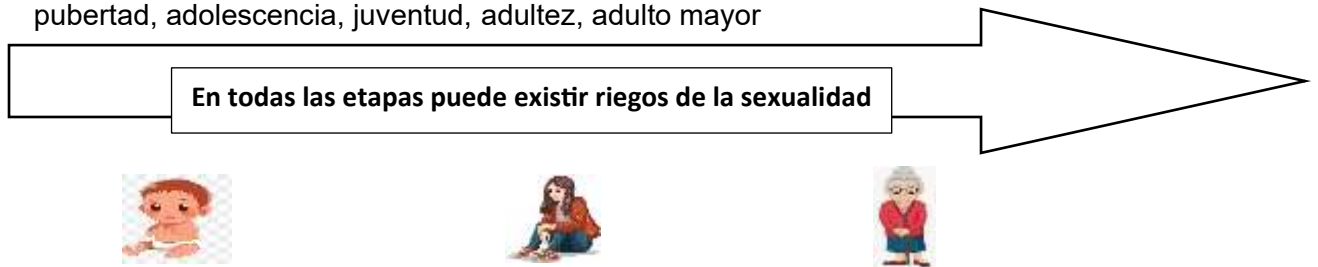 pubertad, adolescencia, juventud, adultez, adulto mayor
En todas las etapas puede existir riegos de la sexualidad